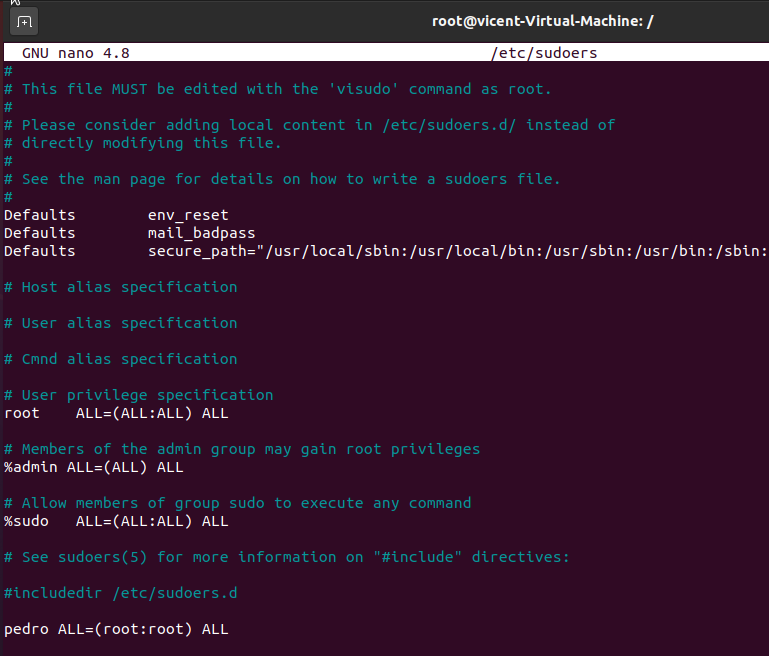 root@vicent-Virtual-Machine: /
GNU nano 4.8 /etc/sudoers
#
# This file MUST be edited with the 'visudo' command as root.
#
# Please consider adding local content in /etc/sudoers.d/ instead of
# directly modifying this file.
#
# See the man page for details on how to write a sudoers file.
#
Defaults env_reset
Defaults mail_badpass
Defaults secure_path="/usr/local/sbin:/usr/local/bin:/usr/sbin:/usr/bin:/sbin:
# Host alias specification
# User alias specification
# Cmnd alias specification
# User privilege specification
root ALL=(ALL:ALL) ALL
# Members of the admin group may gain root privileges
%admin ALL=(ALL) ALL
# Allow members of group sudo to execute any command
%sudo ALL=(ALL:ALL) ALL
# See sudoers(5) for more information on "#include" directives:
#includedir /etc/sudoers.d
pedro ALL=(root:root) ALL